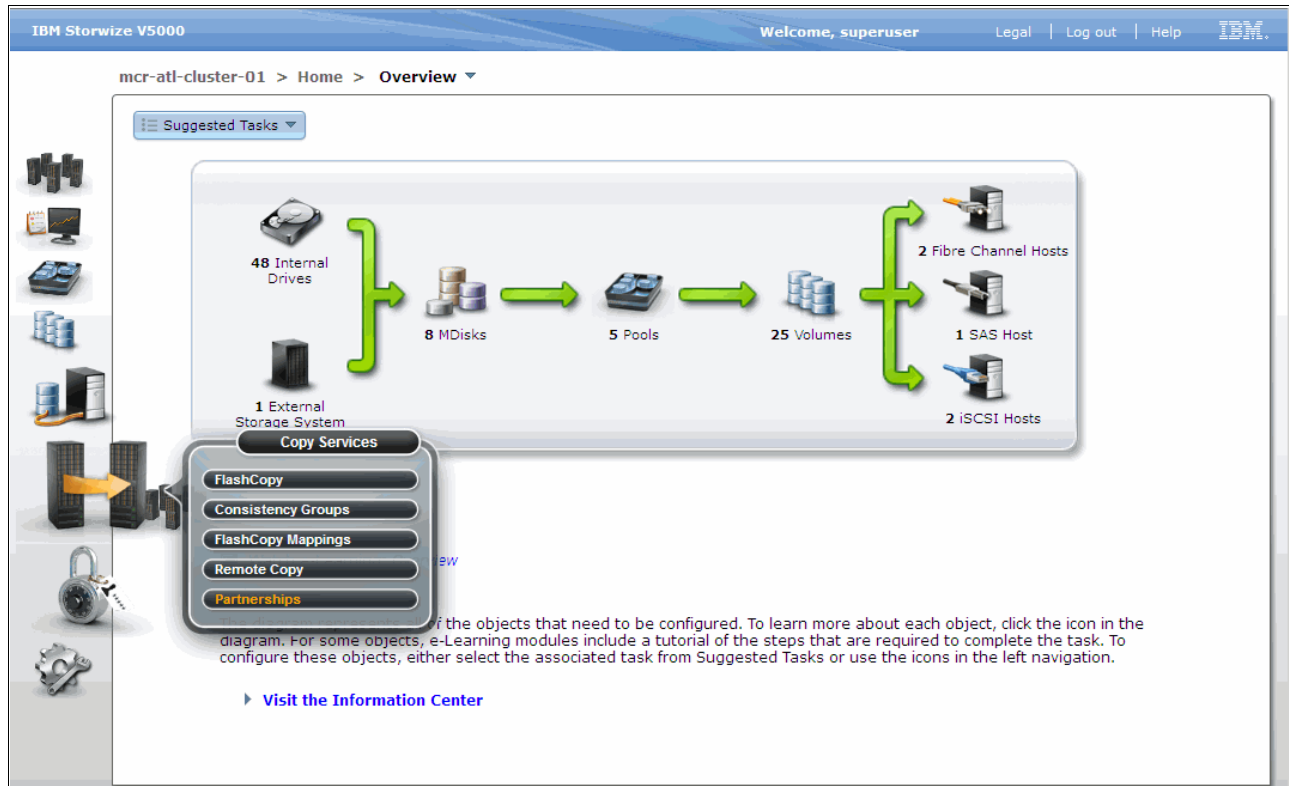 IBM Storwize V5000
Welcome, superuser
Legal | Log out | Help
IBM.
mcr-atl-cluster-01 > Home > Overview
Suggested Tasks
48 Internal
Drives
1 External
Storage System
8 MDisks
5 Pools
25 Volumes
2 Fibre Channel Hosts
1 SAS Host
2 iSCSI Hosts
Copy Services
FlashCopy
Consistency Groups
FlashCopy Mappings
Remote Copy
Partnerships
of the objects that need to be configured. To learn more about each object, click the icon in the
diagram. For some objects, e-Learning modules include a tutorial of the steps that are required to complete the task. To
configure these objects, either select the associated task from Suggested Tasks or use the icons in the left navigation.
Visit the Information Center